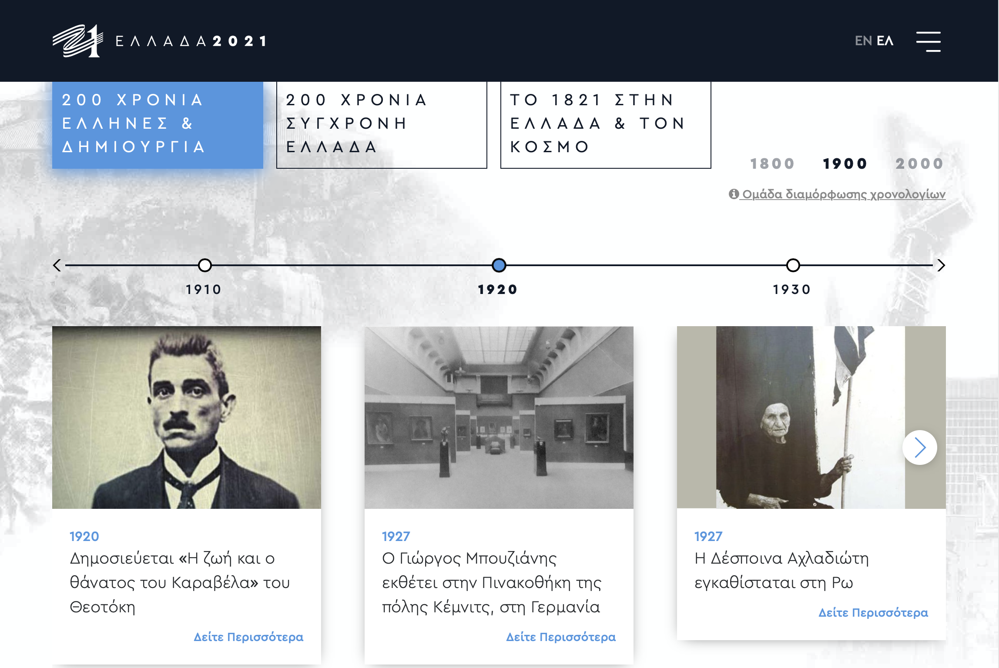 21 ΕΛΛΑΔΑ2021
EN ΕΛ
200 ΧΡΟΝΙΑ
ΕΛΛΗΝΕΣ &
ΔΗΜΙΟΥΡΓΙΑ
200 ΧΡΟΝΙΑ
ΣΥΓΧΡΟΝΗ
ΕΛΛΑΔΑ
ΤΟ 1821 ΣΤΗΝ
ΕΛΛΑΔΑ & ΤΟΝ
ΚΟΣΜΟ
1800 1900 2000
Ομάδα διαμόρφωσης χρονολογίων
1910 1920 1930
1920
Δημοσιεύεται «Η ζωή και ο
θάνατος του Καραβέλα» του
Θεοτόκη
Δείτε Περισσότερα
1927
Ο Γιώργος Μπουζιάνης
εκθέτει στην Πινακοθήκη της
πόλης Κέμνιτς, στη Γερμανία
Δείτε Περισσότερα
1927
Η Δέσποινα Αχλαδιώτη
εγκαθίσταται στη Ρω
Δείτε Περισσότερα